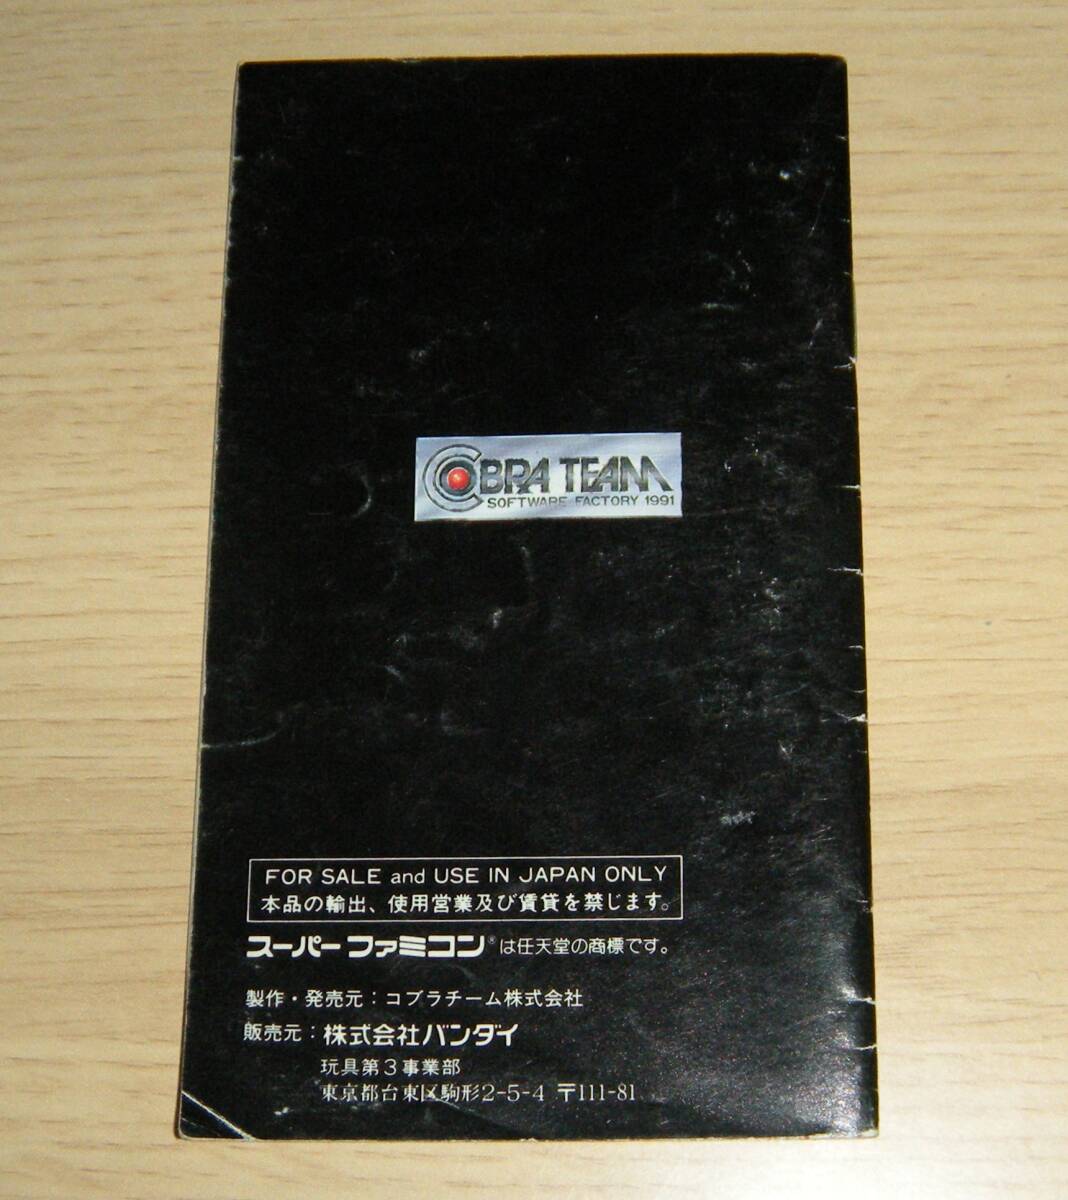 COBRA TEAM
SOFTWARE FACTORY 1991
FOR SALE and USE IN JAPAN ONLY
本品の輸出、使用営業及び賃貸を禁じます。
スーパーファミコン®は任天堂の商標です。
製作・発売元：コブラチーム株式会社
販売元：株式会社バンダイ
玩具第3事業部
東京都台東区駒形2-5-4 〒111-81